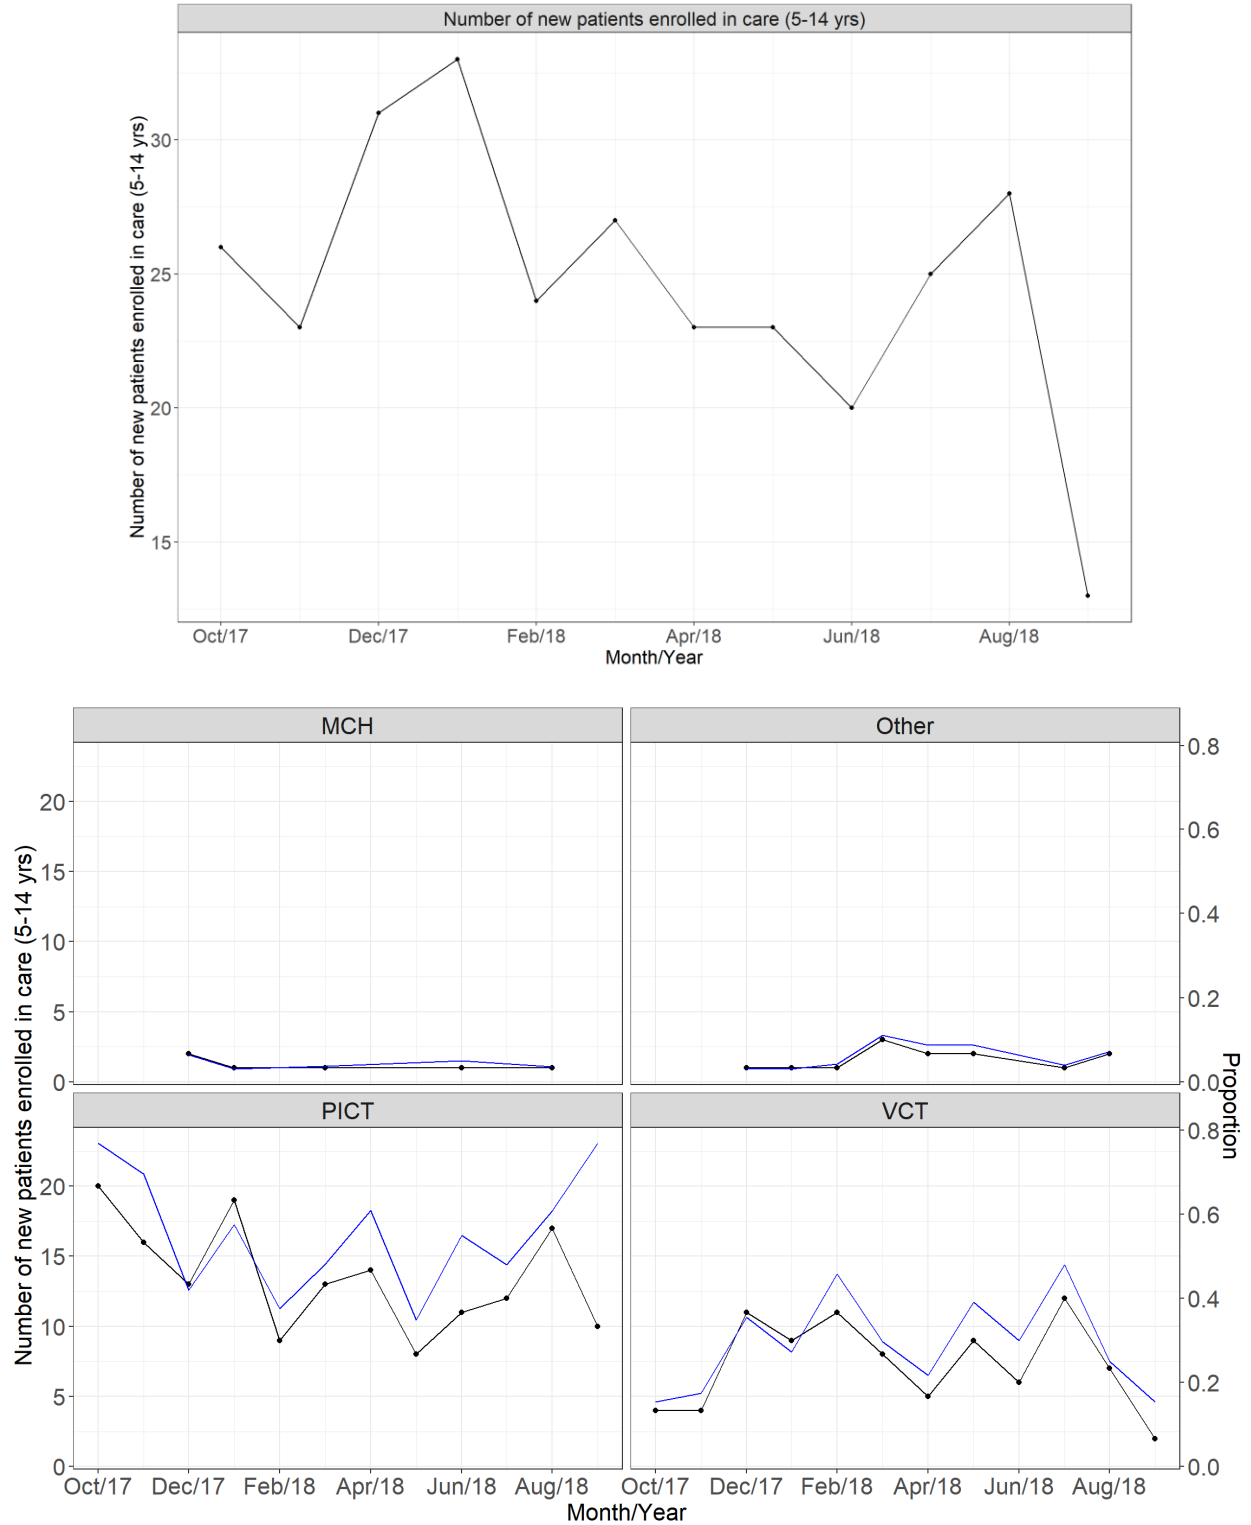 Number of new patients enrolled in care (5-14 yrs)
Number of new patients enrolled in care (5-14 yrs)
30
25
20
15
Oct/17 Dec/17 Feb/18 Apr/18 Jun/18 Aug/18
Month/Year
MCH Other
Number of new patients enrolled in care (5-14 yrs)
20
15
10
5
0
0.8
0.6
0.4
0.2
0.0
Proportion
PICT VCT
20
15
10
5
0
0.8
0.6
0.4
0.2
0.0
Oct/17 Dec/17 Feb/18 Apr/18 Jun/18 Aug/18 Oct/17 Dec/17 Feb/18 Apr/18 Jun/18 Aug/18
Month/Year